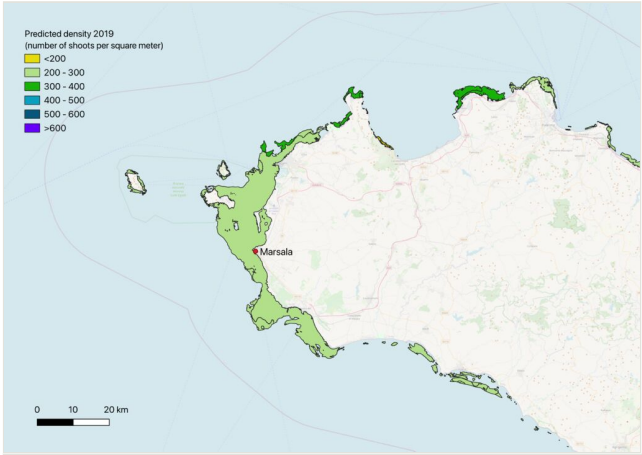 Predicted density 2019
(number of shoots per square meter)
<200
200 - 300
300 - 400
400 - 500
500 - 600
>600
Marsala
0 10 20 km